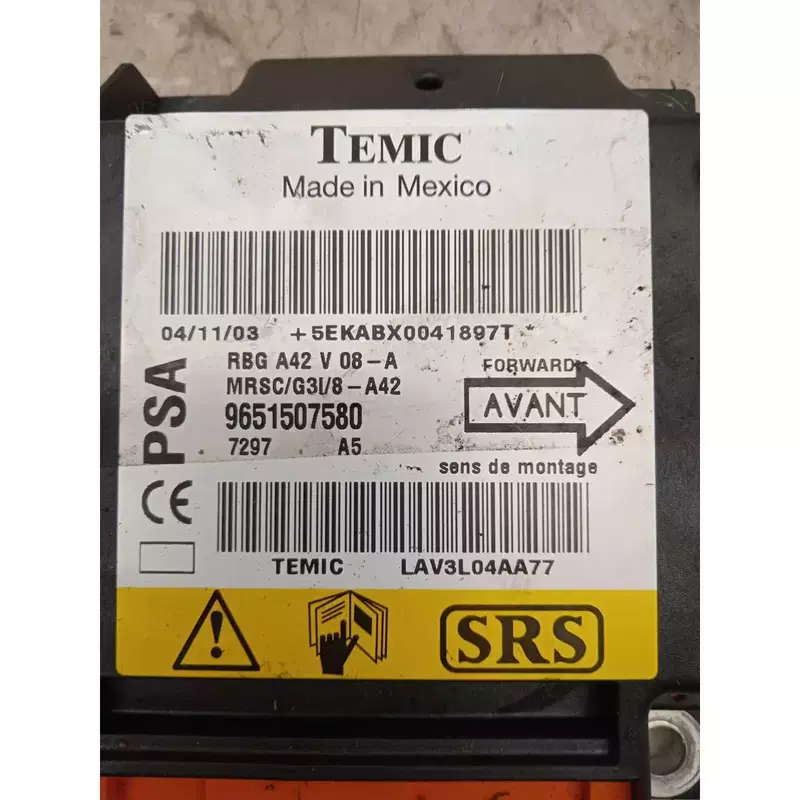 TEMIC
Made in Mexico
04/11/03 +5EKABX0041897T*
PSA
RBG A42 V 08-A
MRSC/G3I/8-A42
9651507580
7297 A5
FORWARD
AVANT
sens de montage
CE
TEMIC LAV3L04AA77
SRS